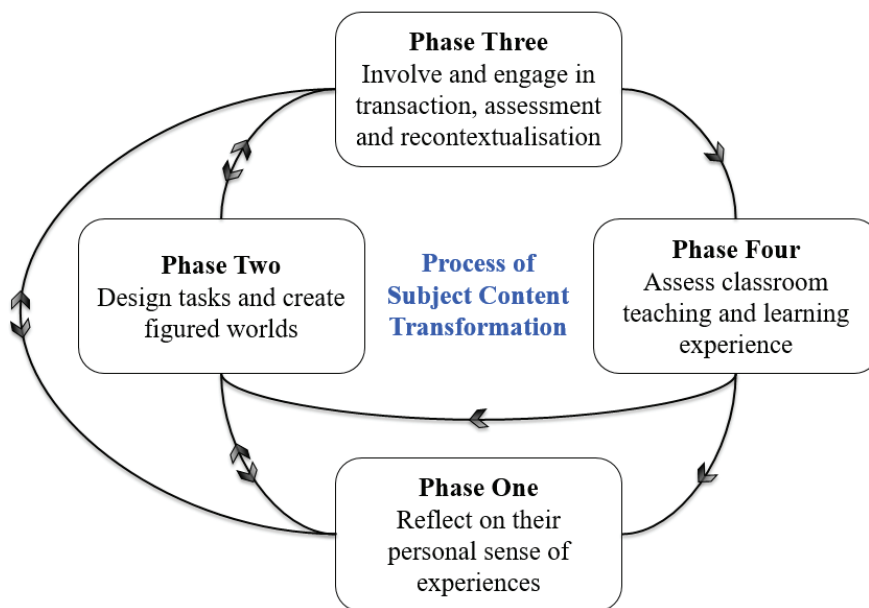 Phase Three
Involve and engage in
transaction, assessment
and recontextualisation
Phase Two
Design tasks and create
figured worlds
Process of
Subject Content
Transformation
Phase Four
Assess classroom
teaching and learning
experience
Phase One
Reflect on their
personal sense of
experiences